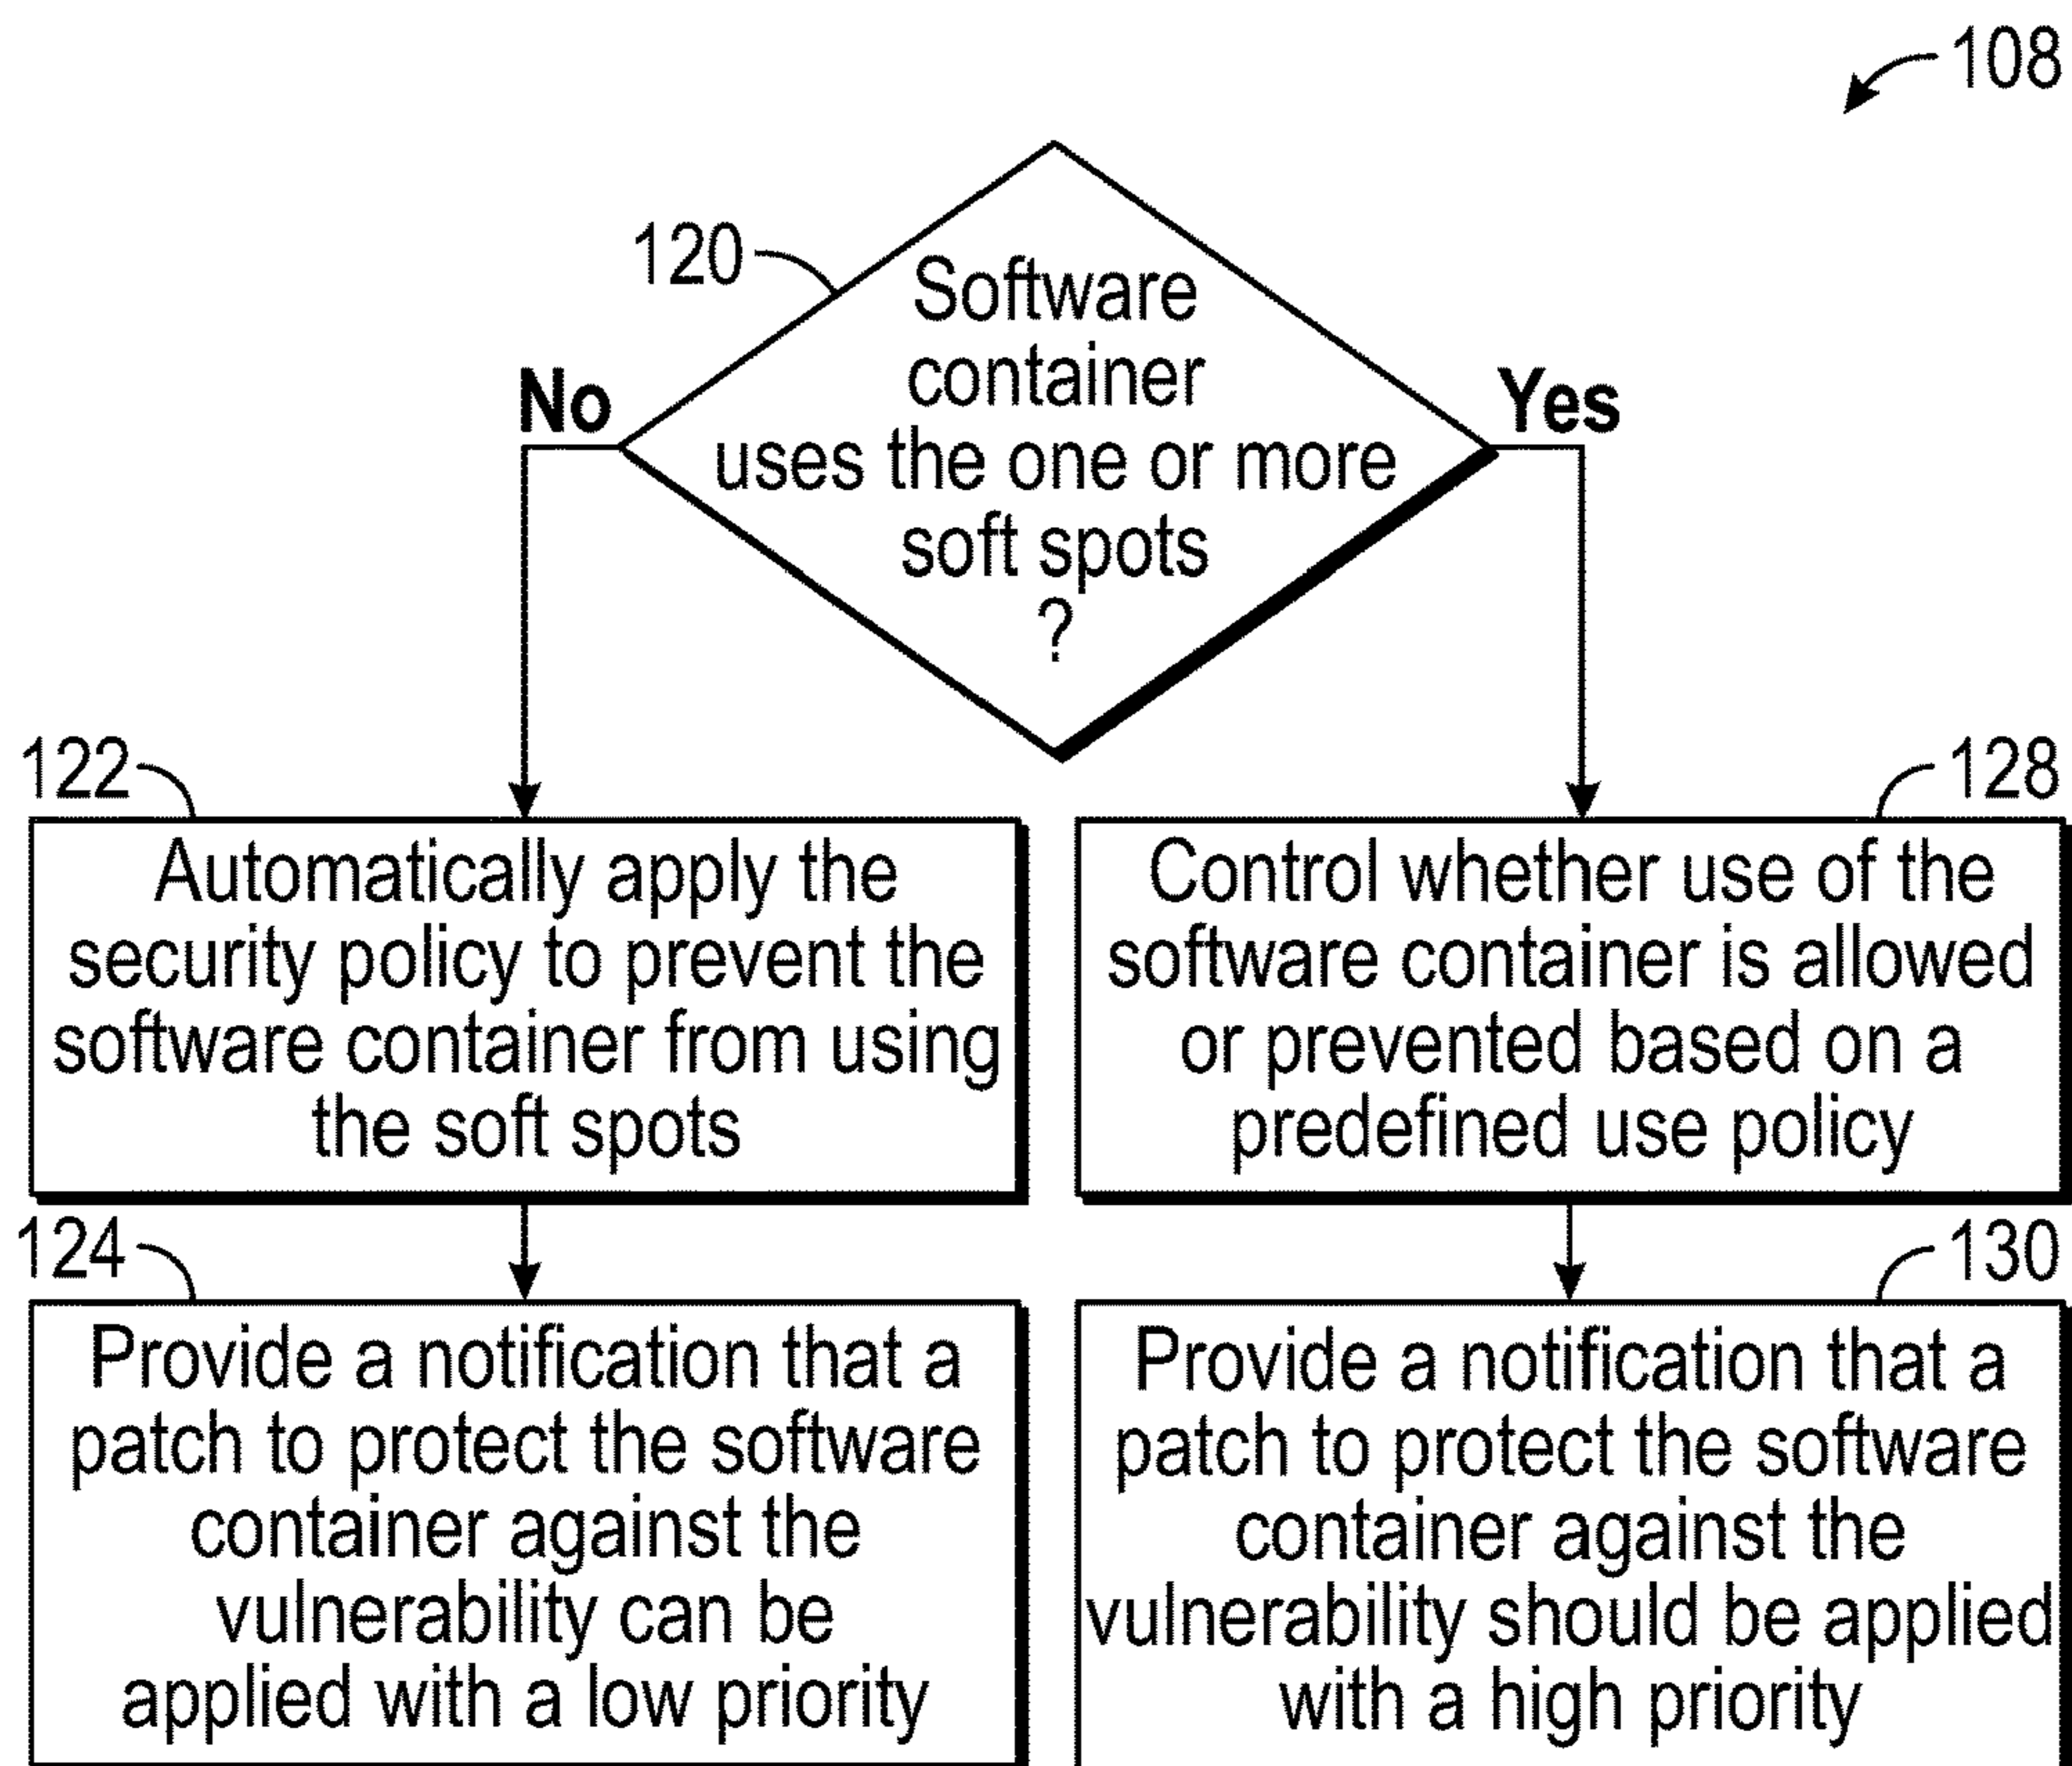 108
120
Software
container
uses the one or more
soft spots
?
No
Yes
122
Automatically apply the
security policy to prevent the
software container from using
the soft spots
128
Control whether use of the
software container is allowed
or prevented based on a
predefined use policy
124
Provide a notification that a
patch to protect the software
container against the
vulnerability can be
applied with a low priority
130
Provide a notification that a
patch to protect the software
container against the
vulnerability should be applied
with a high priority